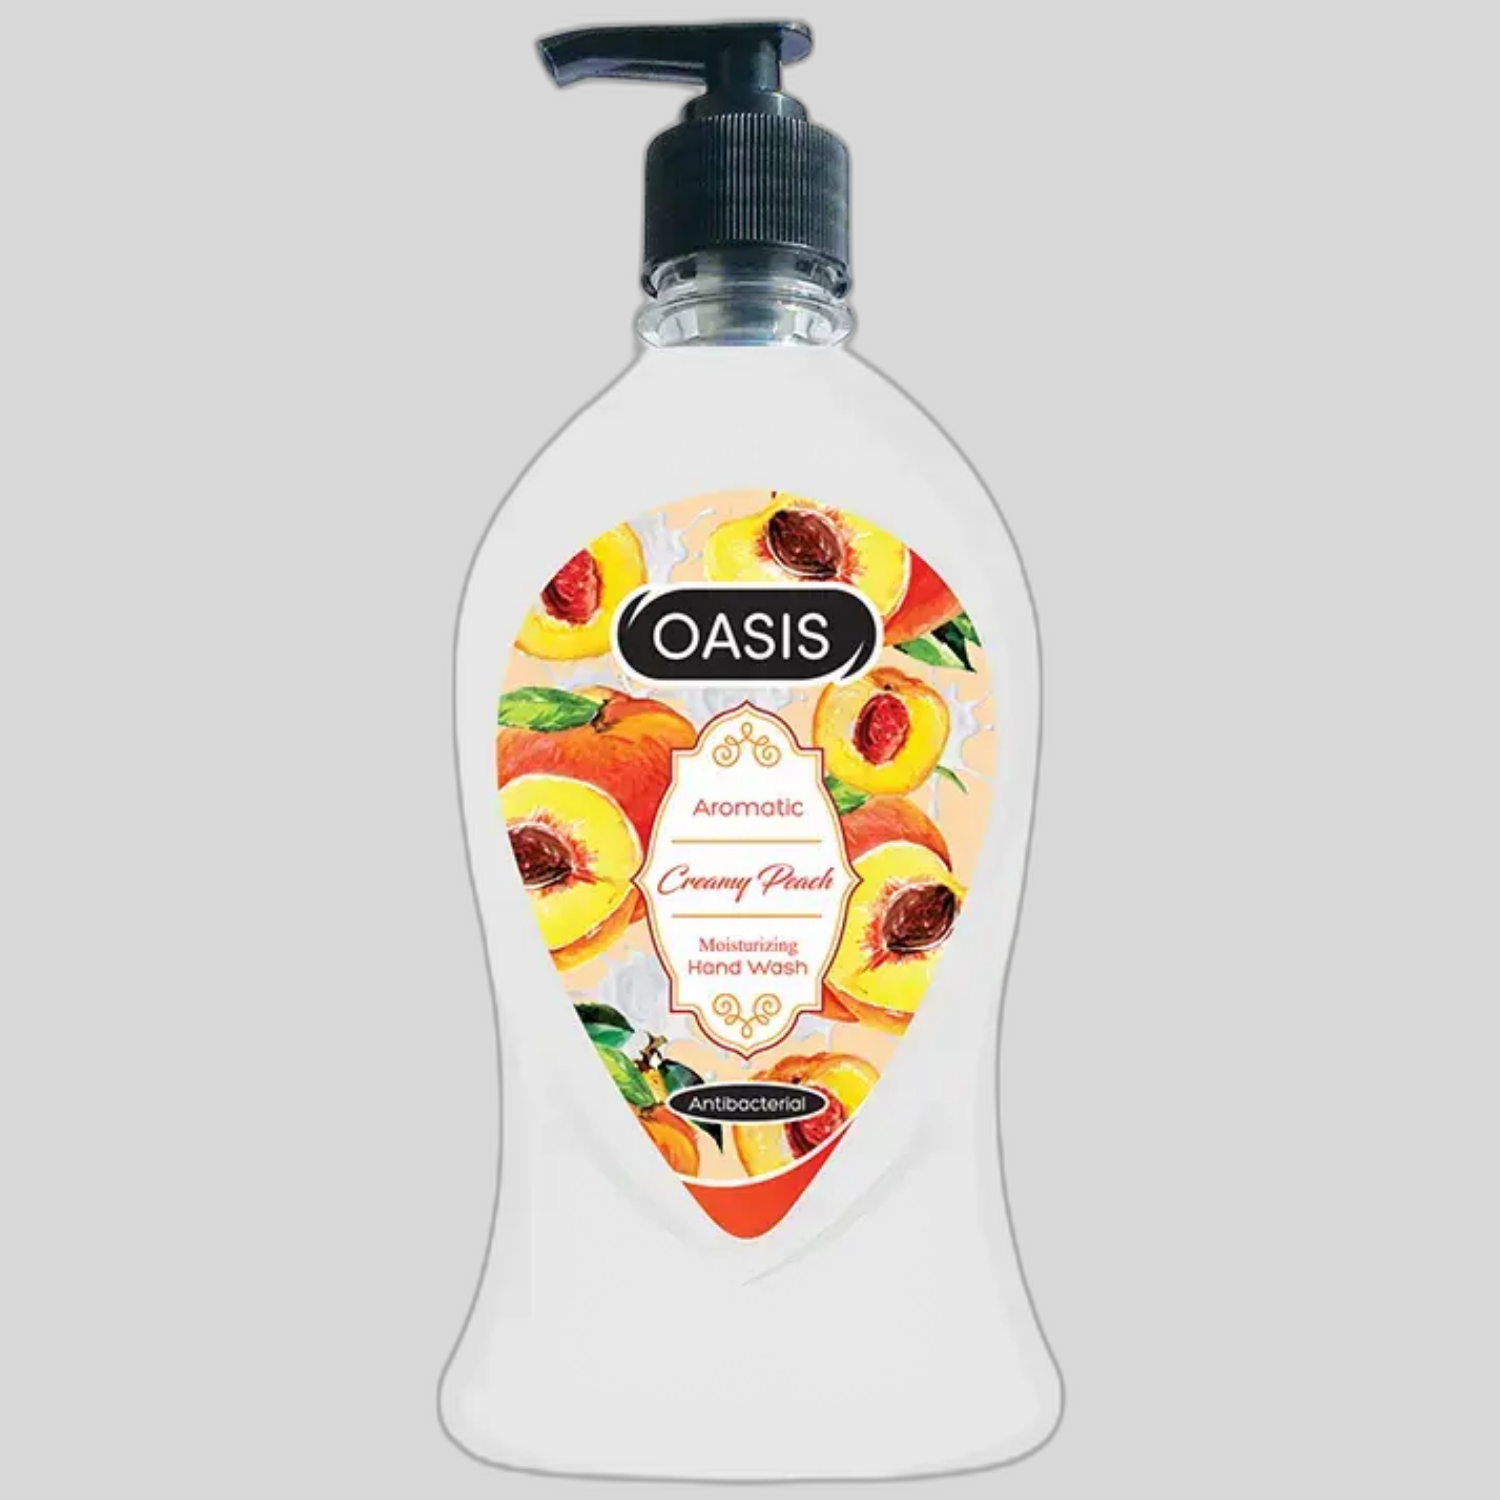 OASIS
Aromatic
Creamy Peach
Moisturizing
Hand Wash
Antibacterial